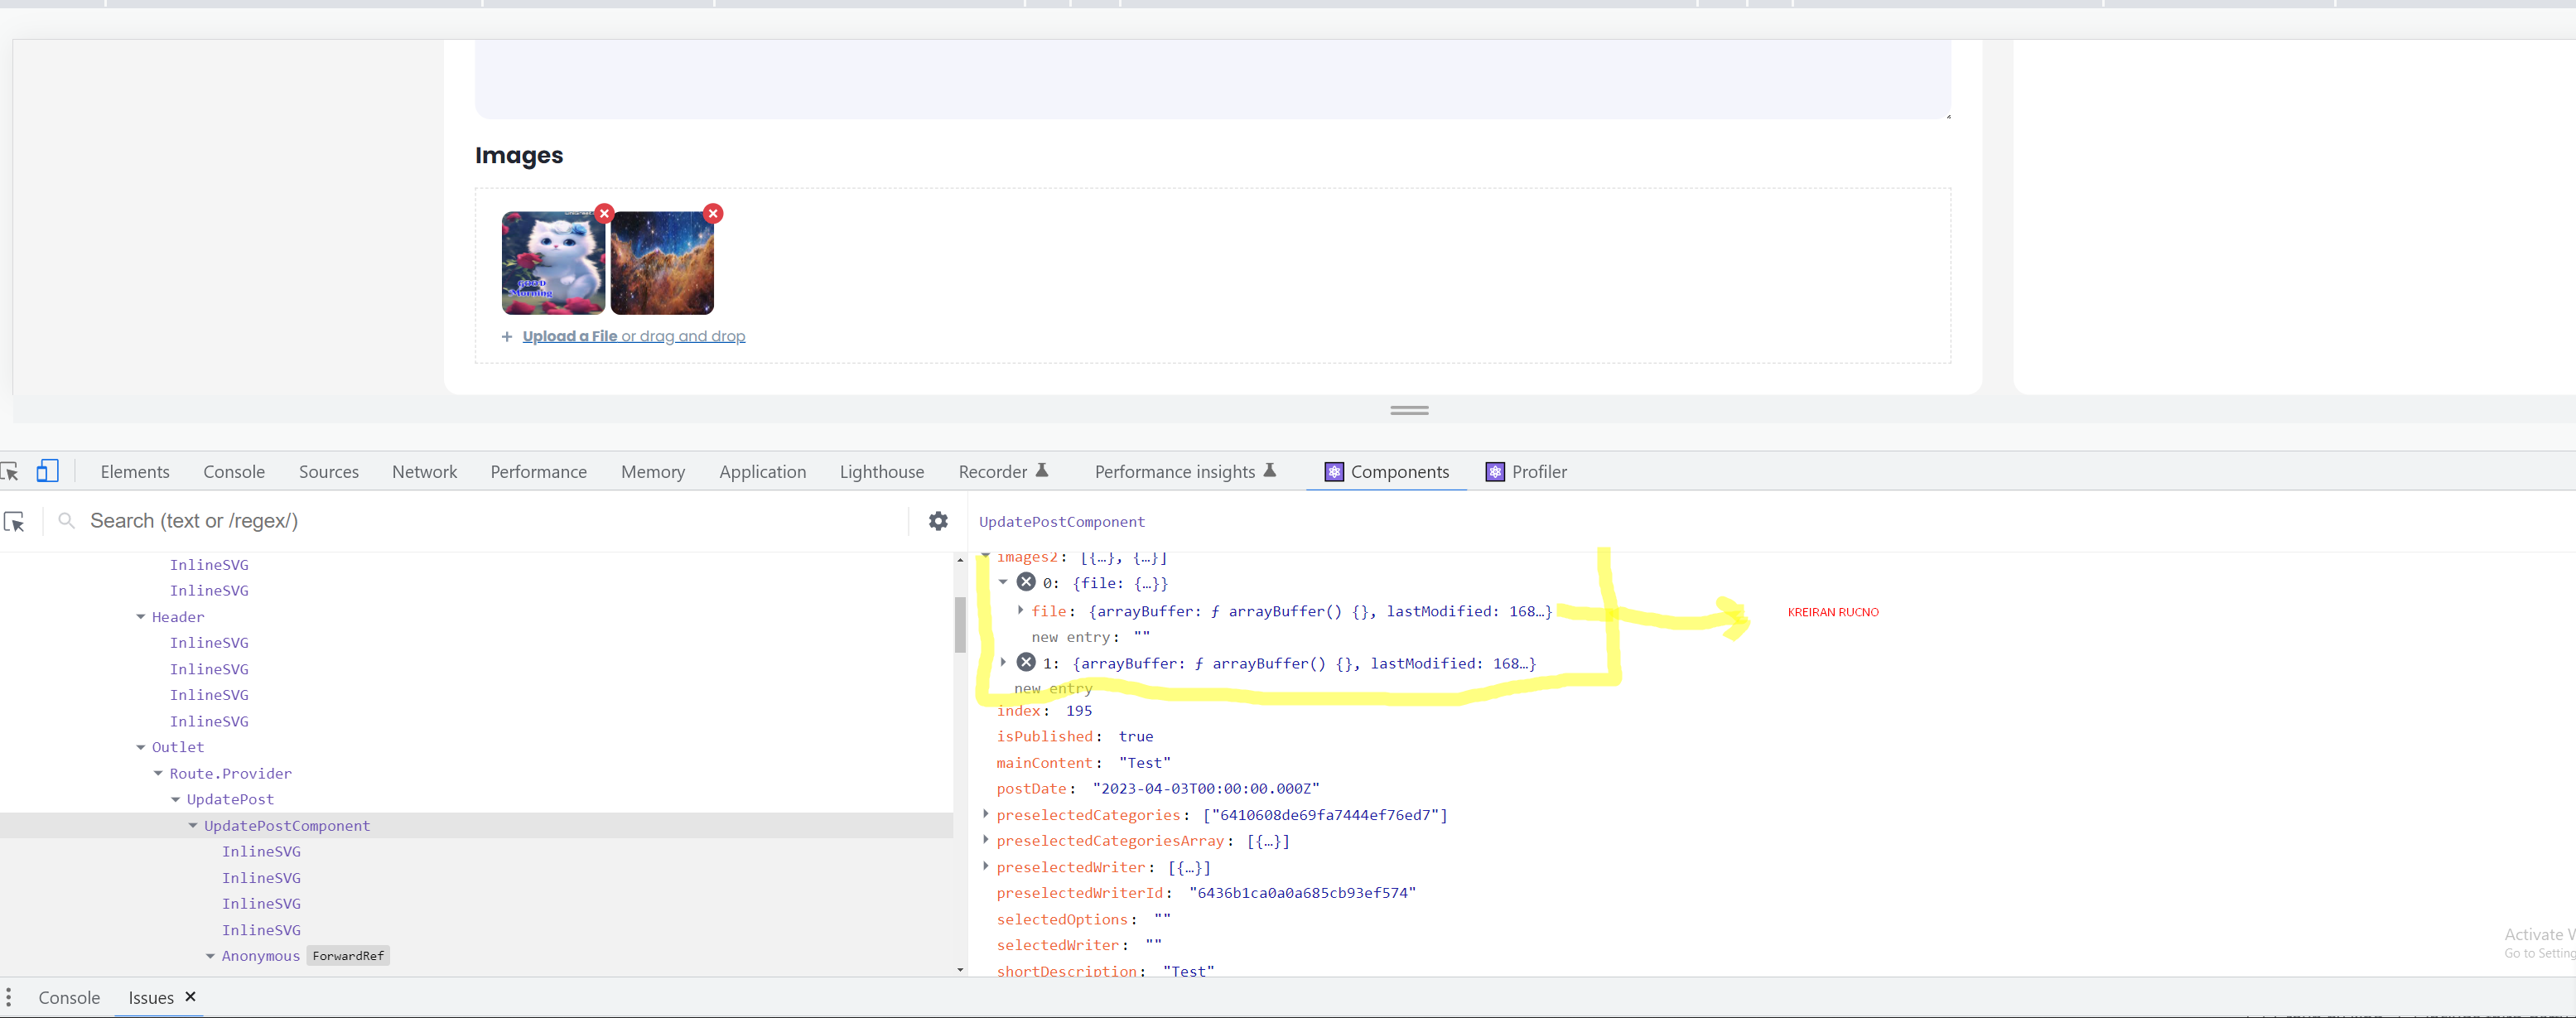 Images
GOOD
Morning
+ Upload a File or drag and drop
Elements Console Sources Network Performance Memory Application Lighthouse Recorder Performance insights Components Profiler
Search (text or /regex/)
InlineSVG
InlineSVG
Header
InlineSVG
InlineSVG
InlineSVG
InlineSVG
Outlet
Route.Provider
UpdatePost
UpdatePostComponent
InlineSVG
InlineSVG
InlineSVG
InlineSVG
Anonymous ForwardRef
UpdatePostComponent
images2: [{…}, {…}]
0: {file: {…}}
file: {arrayBuffer: ƒ arrayBuffer() {}, lastModified: 168…}
KREIRAN RUCNO
new entry: ""
1: {arrayBuffer: ƒ arrayBuffer() {}, lastModified: 168…}
new entry
index: 195
isPublished: true
mainContent: "Test"
postDate: "2023-04-03T00:00:00.000Z"
preselectedCategories: ["6410608de69fa7444ef76ed7"]
preselectedCategoriesArray: [{…}]
preselectedWriter: [{…}]
preselectedWriterId: "6436b1ca0a0a685cb93ef574"
selectedOptions: ""
selectedWriter: ""
shortDescription: "Test"
Activate
Go to Setting
Console Issues